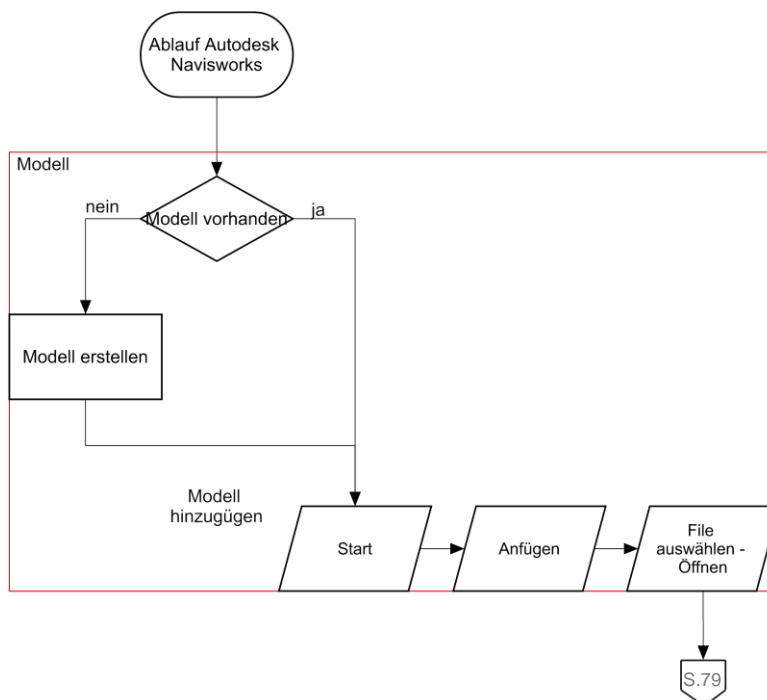 Ablauf Autodesk
Navisworks
Modell
nein
Modell vorhanden
ja
Modell erstellen
Modell
hinzugügen
Start
Anfügen
File
auswählen -
Öffnen
S.79